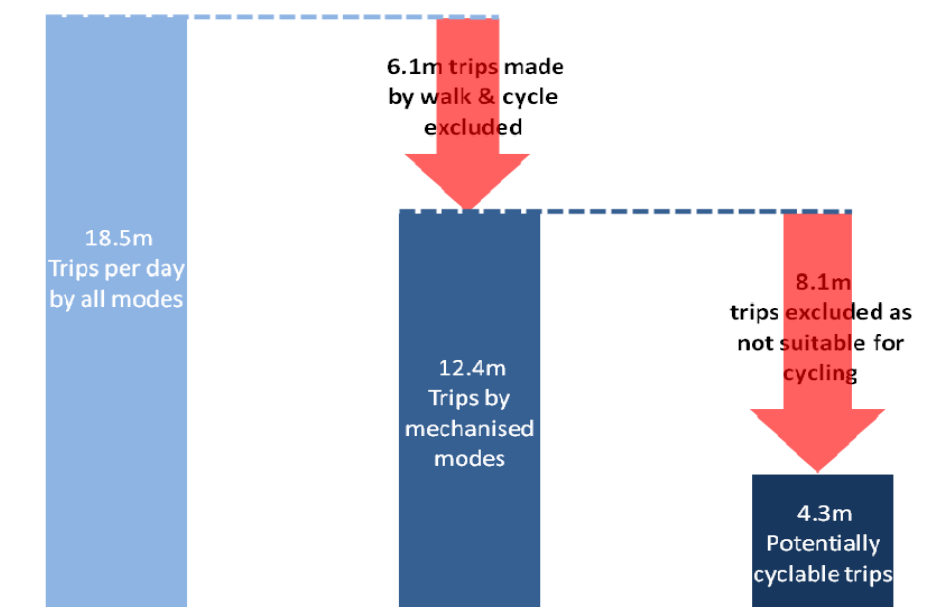 6.1m trips made
by walk & cycle
excluded
18.5m
Trips per day
by all modes
8.1m
trips excluded as
not suitable for
cycling
12.4m
Trips by
mechanised
modes
4.3m
Potentially
cyclable trips